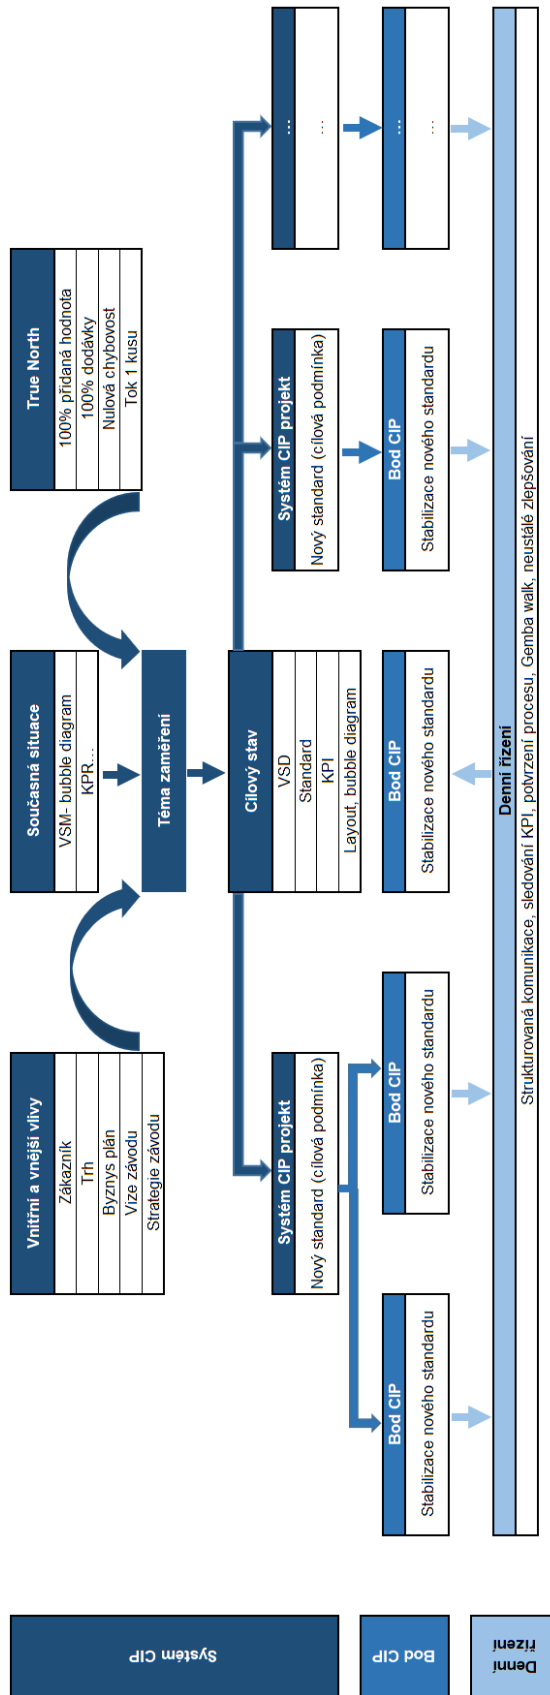 Systém CIP
Vnitřní a vnější vlivy
Zákazník
Trh
Byznys plán
Vize závodu
Strategie závodu
Současná situace
VSM- bubble diagram
KPR...
True North
100% přidaná hodnota
100% dodávky
Nulová chybovost
Tok 1 kusu
Téma zaměření
Cílový stav
VSD
Standard
KPI
Layout, bubble diagram
Systém CIP projekt
Nový standard (cílová podmínka)
Systém CIP projekt
Nový standard (cílová podmínka)
...
...
Bod CIP
Bod CIP
Stabilizace nového standardu
Bod CIP
Stabilizace nového standardu
Bod CIP
Stabilizace nového standardu
Bod CIP
Stabilizace nového standardu
...
...
Denní
řízení
Denní řízení
Strukturovaná komunikace, sledování KPI, potvrzení procesu, Gemba walk, neustálé zlepšování